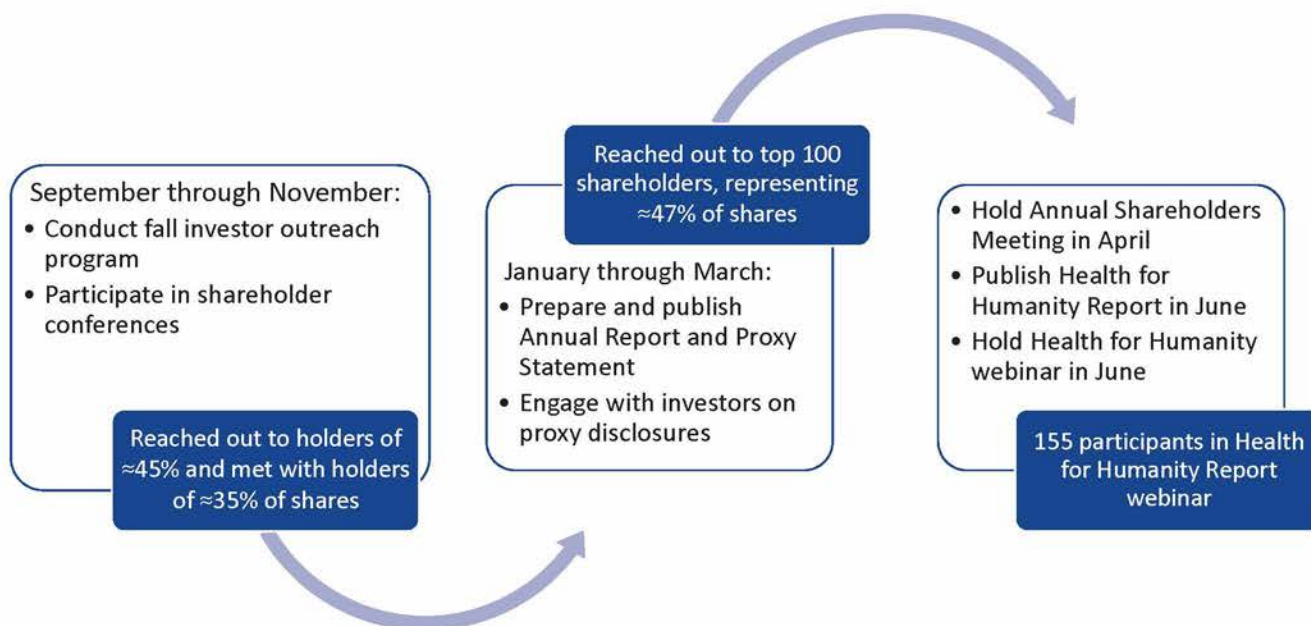 September through November:
• Conduct fall investor outreach
program
• Participate in shareholder
conferences
Reached out to holders of
≈45% and met with holders
of ≈35% of shares
Reached out to top 100
shareholders, representing
≈47% of shares
January through March:
• Prepare and publish
Annual Report and Proxy
Statement
• Engage with investors on
proxy disclosures
• Hold Annual Shareholders
Meeting in April
• Publish Health for
Humanity Report in June
• Hold Health for Humanity
webinar in June
155 participants in Health
for Humanity Report
webinar